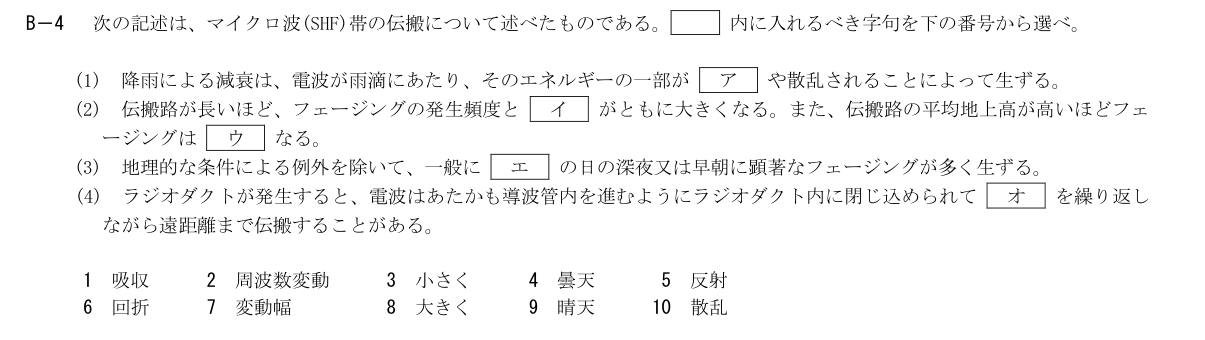 B－4 次の記述は、マイクロ波(SHF)帯の伝搬について述べたものである。 内に入れるべき字句を下の番号から選べ。
(1) 降雨による減衰は、電波が雨滴にあたり、そのエネルギーの一部が ア や散乱されることによって生ずる。
(2) 伝搬路が長いほど、フェージングの発生頻度と イ がともに大きくなる。また、伝搬路の平均地上高が高いほどフェ
ージングは ウ なる。
(3) 地理的な条件による例外を除いて、一般に エ の日の深夜又は早朝に顕著なフェージングが多く生ずる。
(4) ラジオダクトが発生すると、電波はあたかも導波管内を進むようにラジオダクト内に閉じ込められて オ を繰り返し
ながら遠距離まで伝搬することがある。
1 吸収 2 周波数変動 3 小さく 4 曇天 5 反射
6 回折 7 変動幅 8 大きく 9 晴天 10 散乱